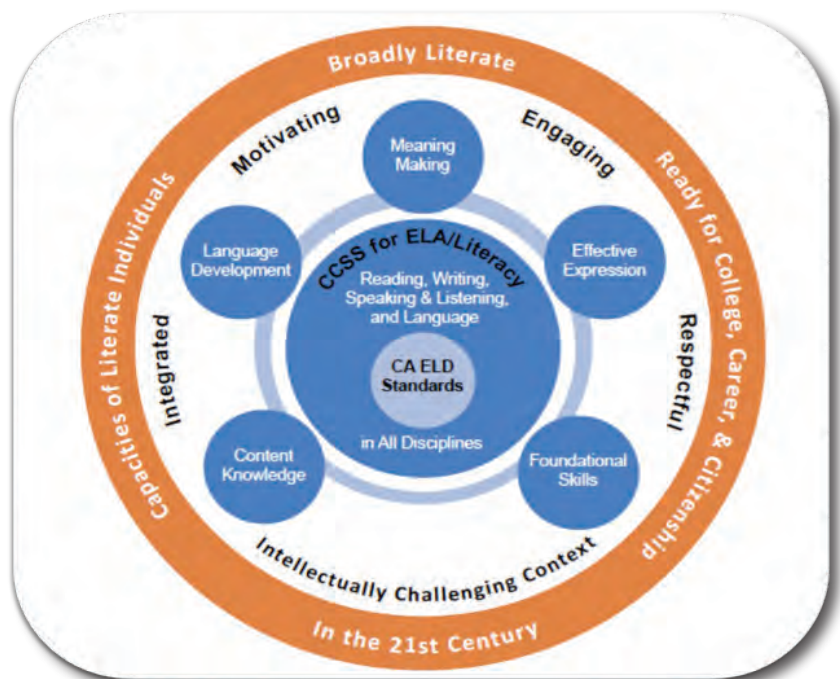 Broadly Literate
Ready for College, Career, & Citizenship
In the 21st Century
Capacities of Literate Individuals
Motivating
Engaging
Respectful
Intellectually Challenging Context
Integrated
Meaning
Making
Effective
Expression
Foundational
Skills
Content
Knowledge
Language
Development
CCSS for ELA/Literacy
Reading, Writing,
Speaking & Listening,
and Language
CA ELD
Standards
in All Disciplines